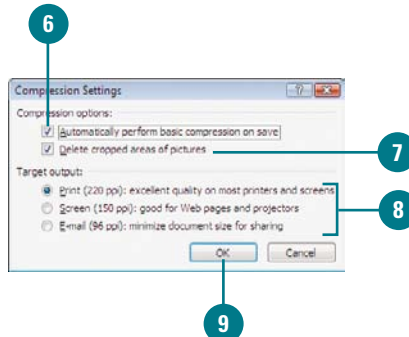 6
Compression Settings
Compression options:
Automatically perform basic compression on save
Delete cropped areas of pictures
7
Target output:
Print (220 ppi): excellent quality on most printers and screens
Screen (150 ppi): good for Web pages and projectors
E-mail (96 ppi): minimize document size for sharing
8
OK
Cancel
9